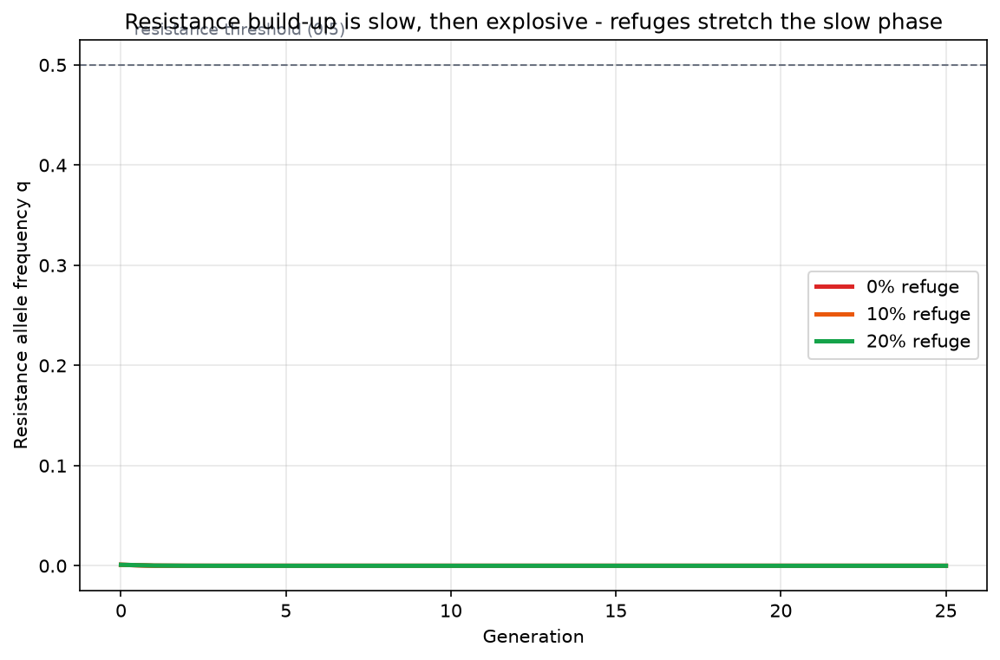 Resistance build-up is slow, then explosive - refuges stretch the slow phase
resistance threshold (0.5)
0.5
0.4
0.3
0.2
0.1
0.0
Resistance allele frequency q
0% refuge
10% refuge
20% refuge
0 5 10 15 20 25
Generation